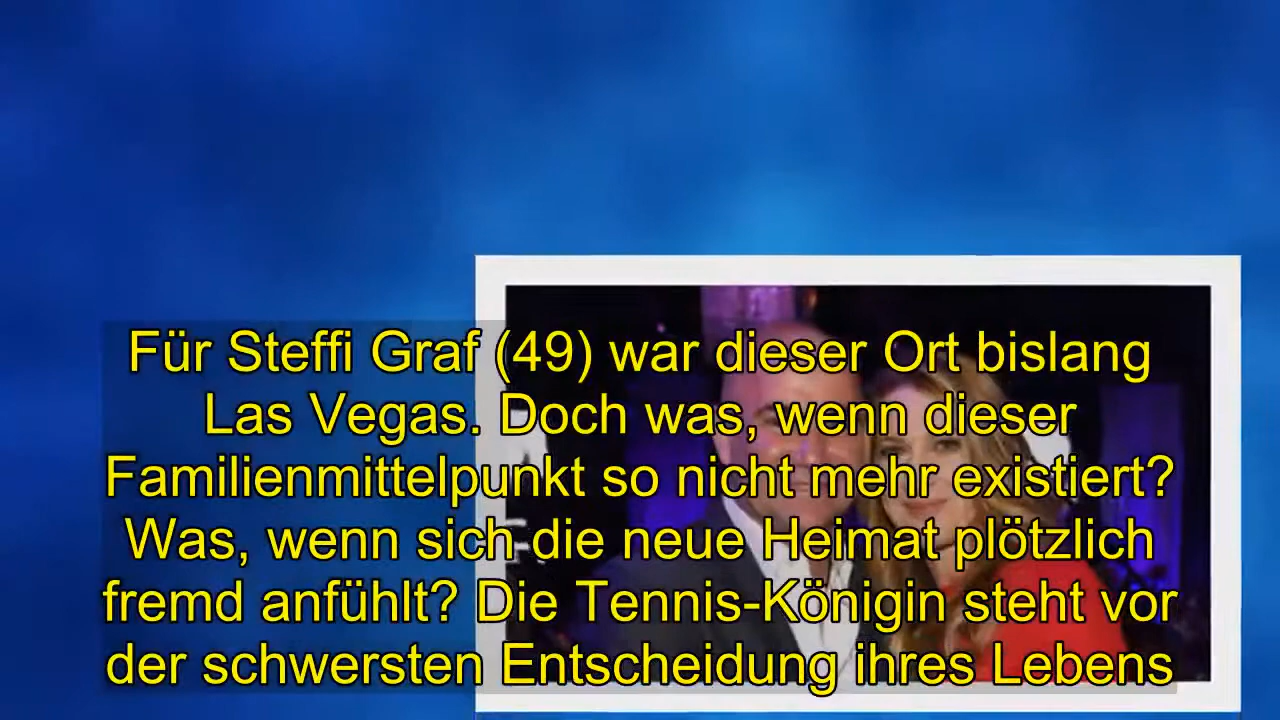 Für Steffi Graf (49) war dieser Ort bislang
Las Vegas. Doch was, wenn dieser
Familienmittelpunkt so nicht mehr existiert?
Was, wenn sich die neue Heimat plötzlich
fremd anfühlt? Die Tennis-Königin steht vor
der schwersten Entscheidung ihres Lebens